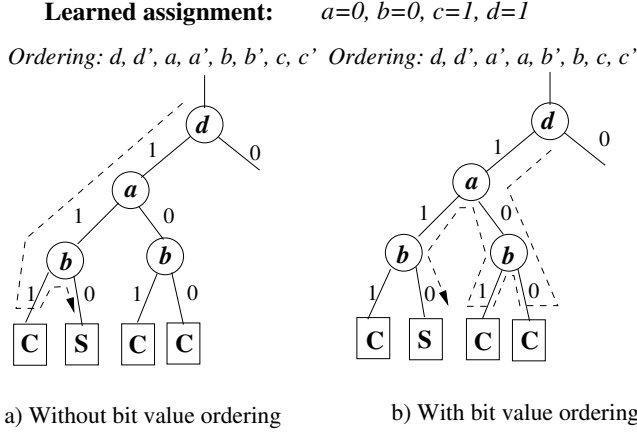 Learned assignment: a=0, b=0, c=1, d=1
Ordering: d, d’, a, a’, b, b’, c, c’ Ordering: d, d’, a’, a, b’, b, c, c’
d d
1 0 1 0
a a
1 0 1 0
b b b b
1 0 1 0 1 0 1 0
C S C C C S C C
a) Without bit value ordering b) With bit value ordering